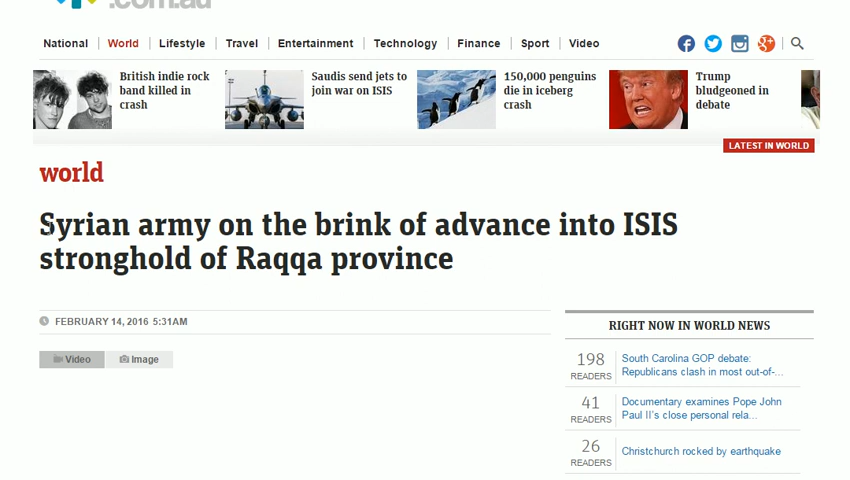 .com.au
National World Lifestyle Travel Entertainment Technology Finance Sport Video
British indie rock
band killed in
crash
Saudis send jets to
join war on ISIS
150,000 penguins
die in iceberg
crash
Trump
bludgeoned in
debate
LATEST IN WORLD
world
Syrian army on the brink of advance into ISIS
stronghold of Raqqa province
FEBRUARY 14, 2016 5:31AM
Video Image
RIGHT NOW IN WORLD NEWS
198
READERS
South Carolina GOP debate:
Republicans clash in most out-of-...
41
READERS
Documentary examines Pope John
Paul II's close personal rela...
26
READERS
Christchurch rocked by earthquake